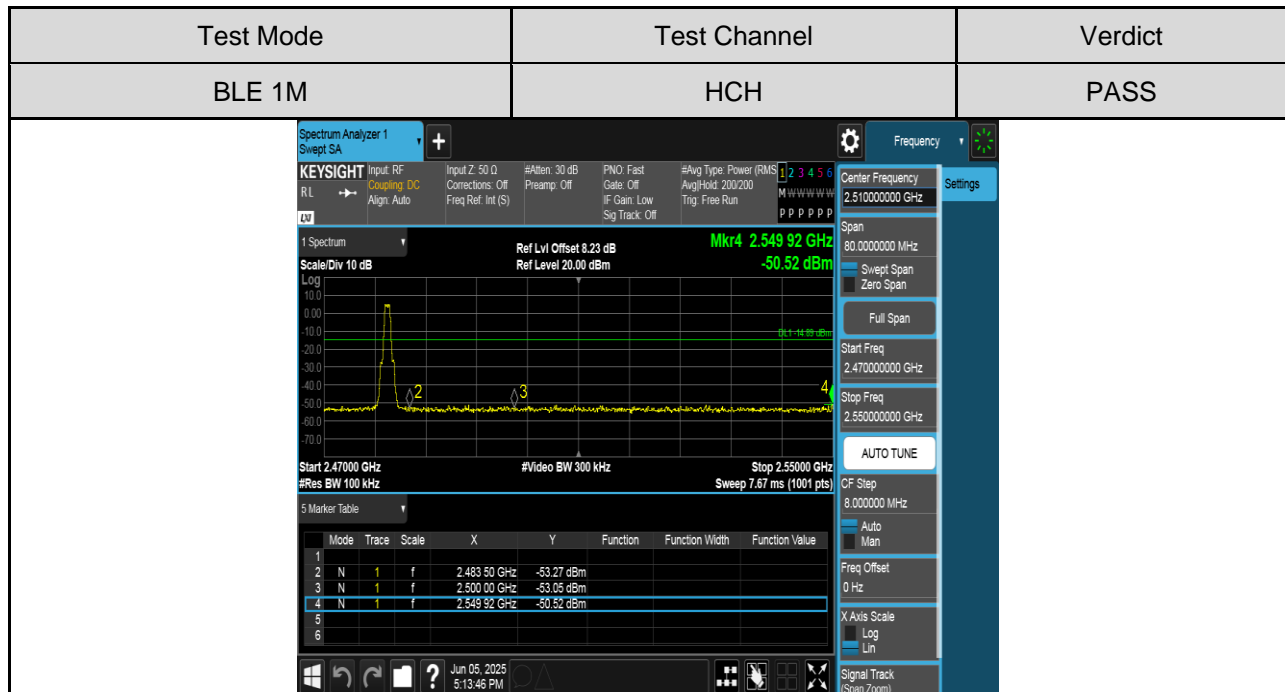 Test Mode Test Channel Verdict
BLE 1M HCH PASS
Spectrum Analyzer 1
Swept SA
+
Frequency
KEYSIGHT
RL
LXI
Input: RF
Coupling: DC
Align: Auto
Input Z: 50 Ω
Corrections: Off
Freq Ref: Int (S)
#Atten: 30 dB
Preamp: Off
PNO: Fast
Gate: Off
IF Gain: Low
Sig Track: Off
#Avg Type: Power (RMS
Avg|Hold: 200/200
Trig: Free Run
1 2 3 4 5 6
M W W W W W
P P P P P P
Center Frequency
2.510000000 GHz
Settings
1 Spectrum
Ref Lvl Offset 8.23 dB
Mkr4 2.549 92 GHz
Scale/Div 10 dB
Ref Level 20.00 dBm
-50.52 dBm
Span
80.0000000 MHz
Swept Span
Zero Span
Full Span
Start Freq
2.470000000 GHz
Stop Freq
2.550000000 GHz
AUTO TUNE
CF Step
8.000000 MHz
Auto
Man
Freq Offset
0 Hz
X Axis Scale
Log
Lin
Signal Track
(Span Zoom)
Log
10.0
0.00
-10.0
DL1 -14.89 dBm
-20.0
-30.0
-40.0
2
3
4
-50.0
-60.0
-70.0
Start 2.47000 GHz #Video BW 300 kHz Stop 2.55000 GHz
#Res BW 100 kHz Sweep 7.67 ms (1001 pts)
5 Marker Table
Mode Trace Scale X Y Function Function Width Function Value
1
2 N 1 f 2.483 50 GHz -53.27 dBm
3 N 1 f 2.500 00 GHz -53.05 dBm
4 N 1 f 2.549 92 GHz -50.52 dBm
5
6
?
Jun 05, 2025
5:13:46 PM